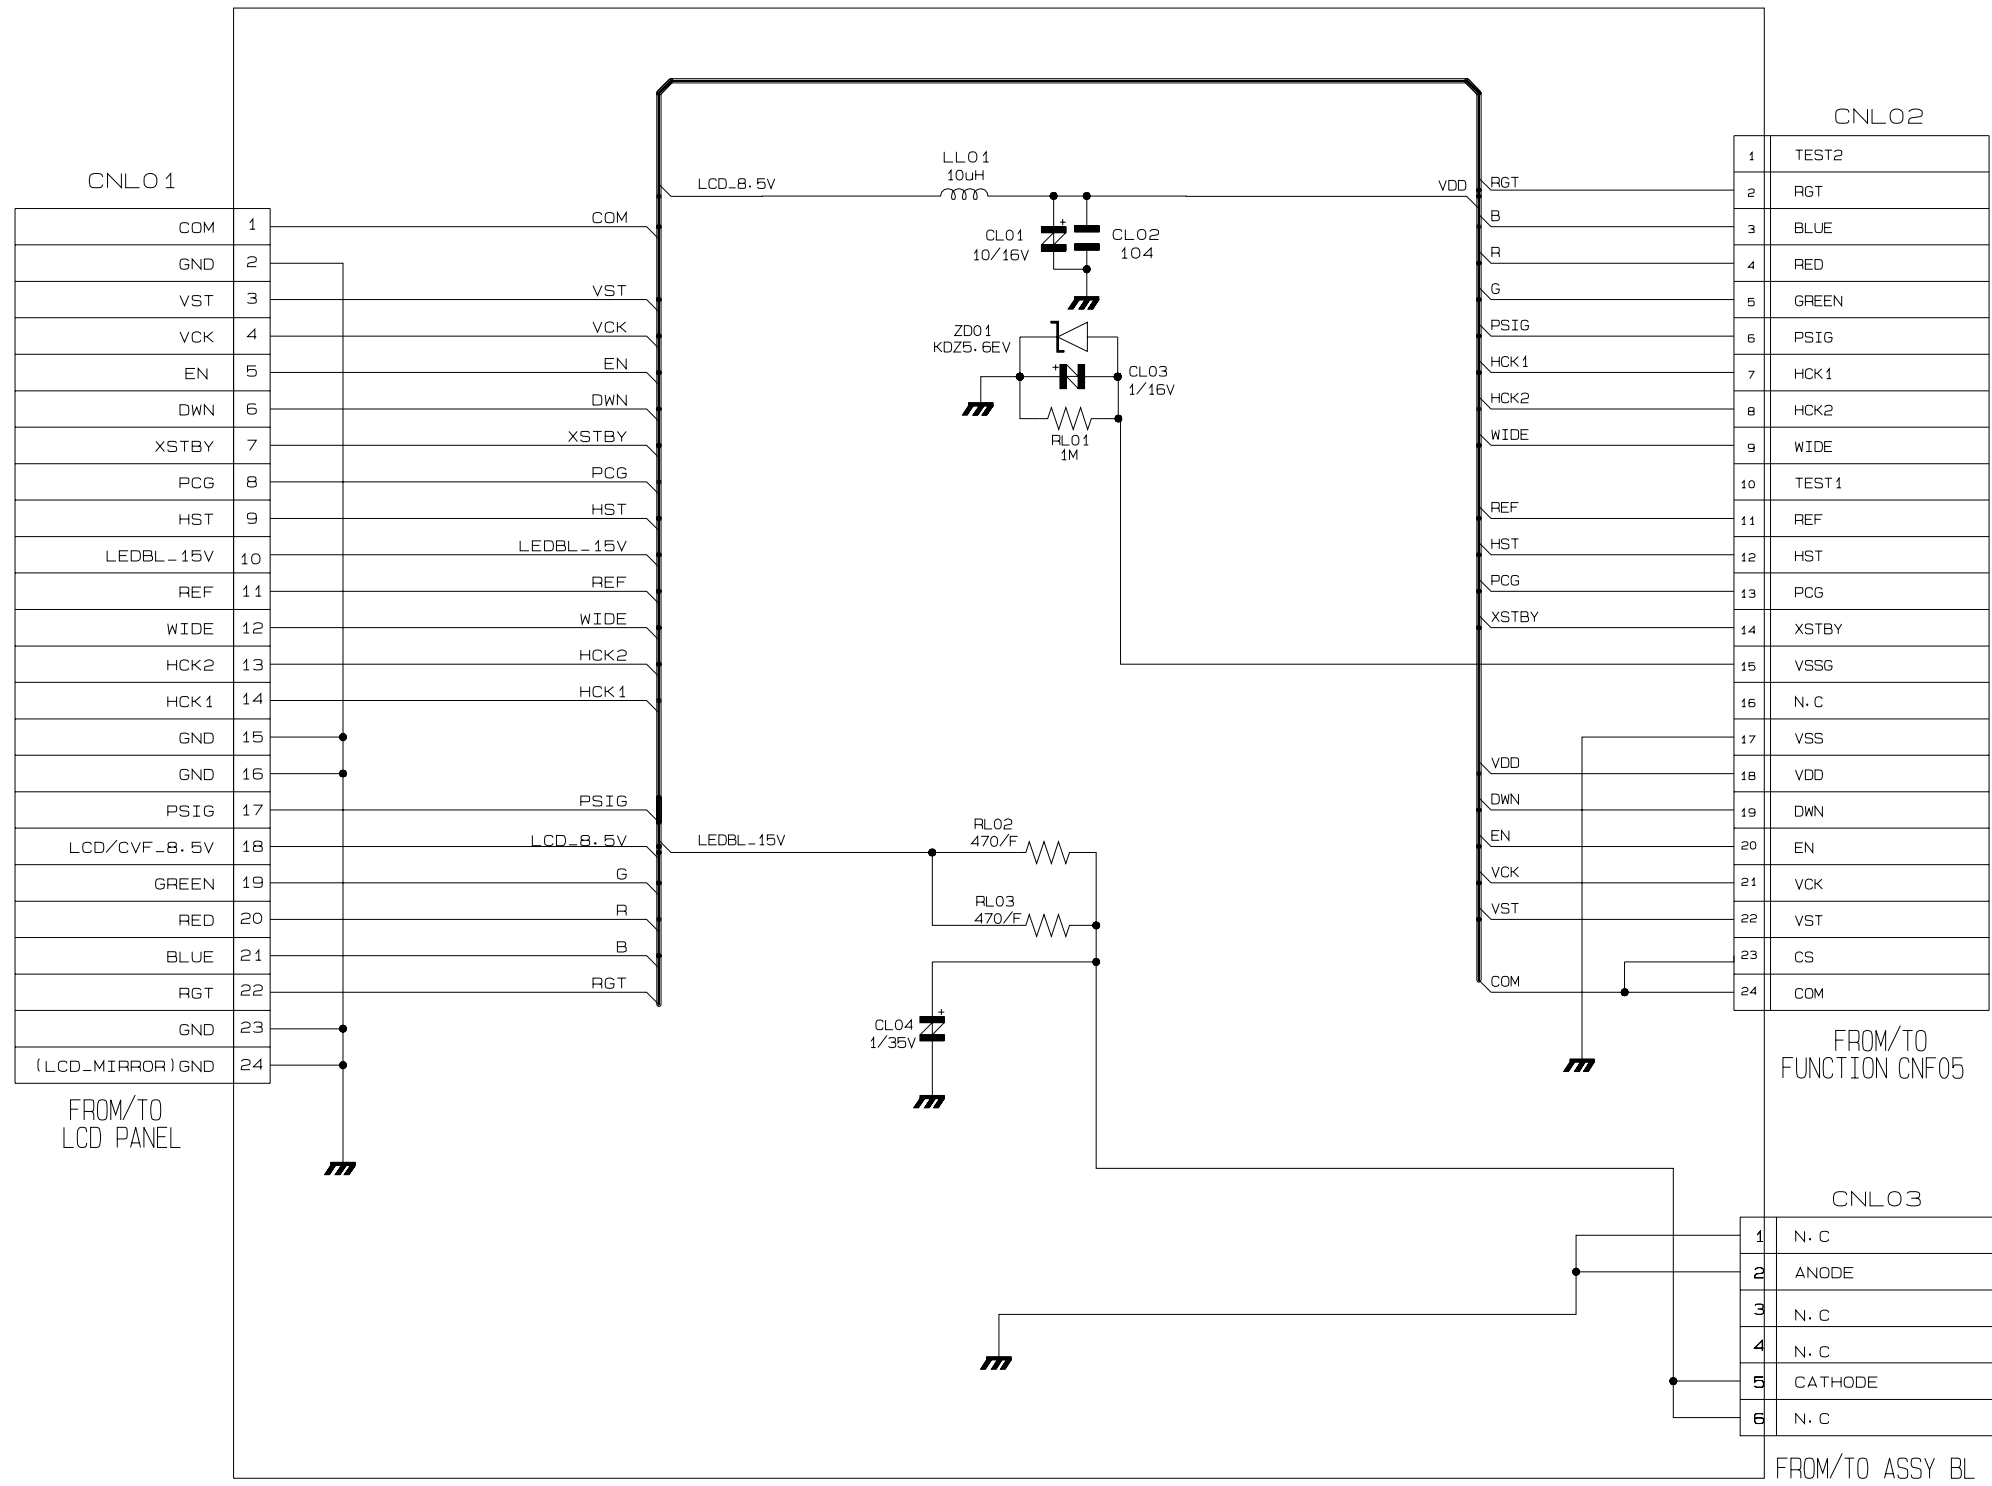 CNL01
COM 1
GND 2
VST 3
VCK 4
EN 5
DWN 6
XSTBY 7
PCG 8
HST 9
LEDBL_15V 10
REF 11
WIDE 12
HCK2 13
HCK1 14
GND 15
GND 16
PSIG 17
LCD/CVF_8.5V 18
GREEN 19
RED 20
BLUE 21
RGT 22
GND 23
(LCD_MIRROR)GND 24
FROM/TO
LCD PANEL
COM
VST
VCK
EN
DWN
XSTBY
PCG
HST
LEDBL_15V
REF
WIDE
HCK2
HCK1
PSIG
LCD_8.5V
G
R
B
RGT
LCD_8.5V
LL01
10uH
VDD
CL01
10/16V
+
CL02
104
ZD01
KDZ5.6EV
+
CL03
1/16V
RL01
1M
LEDBL_15V
RL02
470/F
RL03
470/F
CL04
1/35V
+
RGT
B
R
G
PSIG
HCK1
HCK2
WIDE
REF
HST
PCG
XSTBY
VDD
DWN
EN
VCK
VST
COM
CNL02
1 TEST2
2 RGT
3 BLUE
4 RED
5 GREEN
6 PSIG
7 HCK1
8 HCK2
9 WIDE
10 TEST1
11 REF
12 HST
13 PCG
14 XSTBY
15 VSSG
16 N.C
17 VSS
18 VDD
19 DWN
20 EN
21 VCK
22 VST
23 CS
24 COM
FROM/TO
FUNCTION CNF05
CNL03
1 N.C
2 ANODE
3 N.C
4 N.C
5 CATHODE
6 N.C
FROM/TO ASSY BL